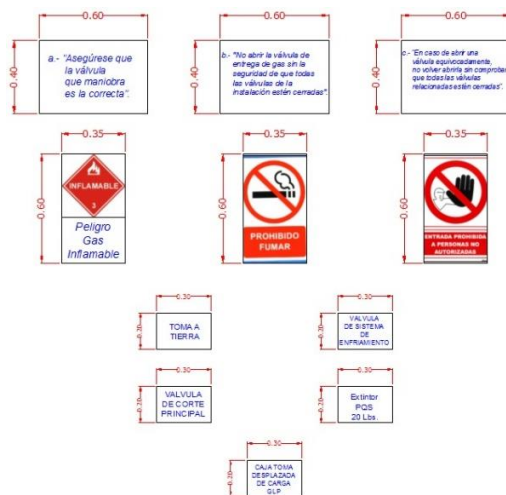 0.60
0.60
0.60
0.40
a.- "Asegúrese que
la válvula
que maniobra
es la correcta".
0.40
b.- "No abrir la válvula de
entrega de gas sin la
seguridad de que todas
las válvulas de la
instalación estén cerradas".
0.40
c.- "En caso de abrir una
válvula equivocadamente,
no volver abrirla sin comprobar
que todas las válvulas
relacionadas estén cerradas".
0.35
0.35
0.35
0.60
INFLAMABLE
3
Peligro
Gas
Inflamable
0.60
PROHIBIDO
FUMAR
0.60
ENTRADA PROHIBIDA
A PERSONAS NO
AUTORIZADAS
0.30
0.30
0.20
TOMA A
TIERRA
0.20
VALVULA
DE SISTEMA
DE
ENFRIAMIENTO
0.30
0.30
0.20
VALVULA
DE CORTE
PRINCIPAL
0.20
Extintor
PQS
20 Lbs.
0.30
0.20
CAJA TOMA
DESPLAZADA
DE CARGA
GLP